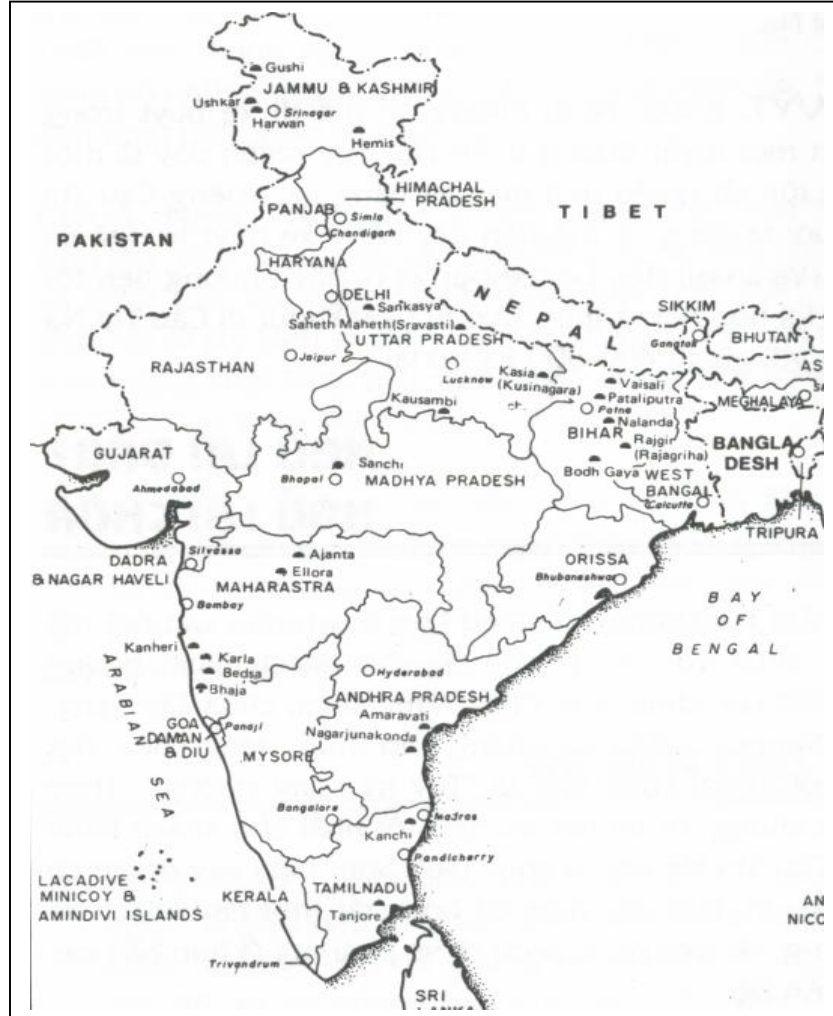 Gushi
JAMMU & KASHMIR
Ushkar
Srinagar
Harwan
Hemis
HIMACHAL
PRADESH
PANJAB
Simla
Chandigarh
TIBET
PAKISTAN
HARYANA
DELHI
Sankasya
NEPAL
SIKKIM
Saheth Maheth(Sravasti)
UTTAR PRADESH
Gangtok
BHUTAN
RAJASTHAN
Jaipur
Lucknow
Kasia
(Kusinagara)
Vaisali
Pataliputra
AS
MEGHALAYA
Kausambi
Patna
Nalanda
BIHAR
Rajgir
(Rajagriha)
BANGLA
DESH
GUJARAT
Sanchi
Bhopal
MADHYA PRADESH
Bodh Gaya
WEST
BANGAL
Calcutta
Ahmedabad
TRIPURA
DADRA
& NAGAR HAVELI
Silvassa
Ajanta
Ellora
MAHARASTRA
ORISSA
Bhubaneshwar
Bombay
BAY
OF
BENGAL
Kanheri
Karla
Bedsa
Bhaja
Hyderabad
ANDHRA PRADESH
ARABIAN SEA
GOA
DAMAN
& DIU
Panaji
Amaravati
Nagarjunakonda
MYSORE
Bangalore
Madras
Kanchi
Pandicherry
LACADIVE
MINICOY &
AMINDIVI ISLANDS
KERALA
TAMILNADU
Tanjore
AN
NICO
Trivandrum
SRI
LANKA